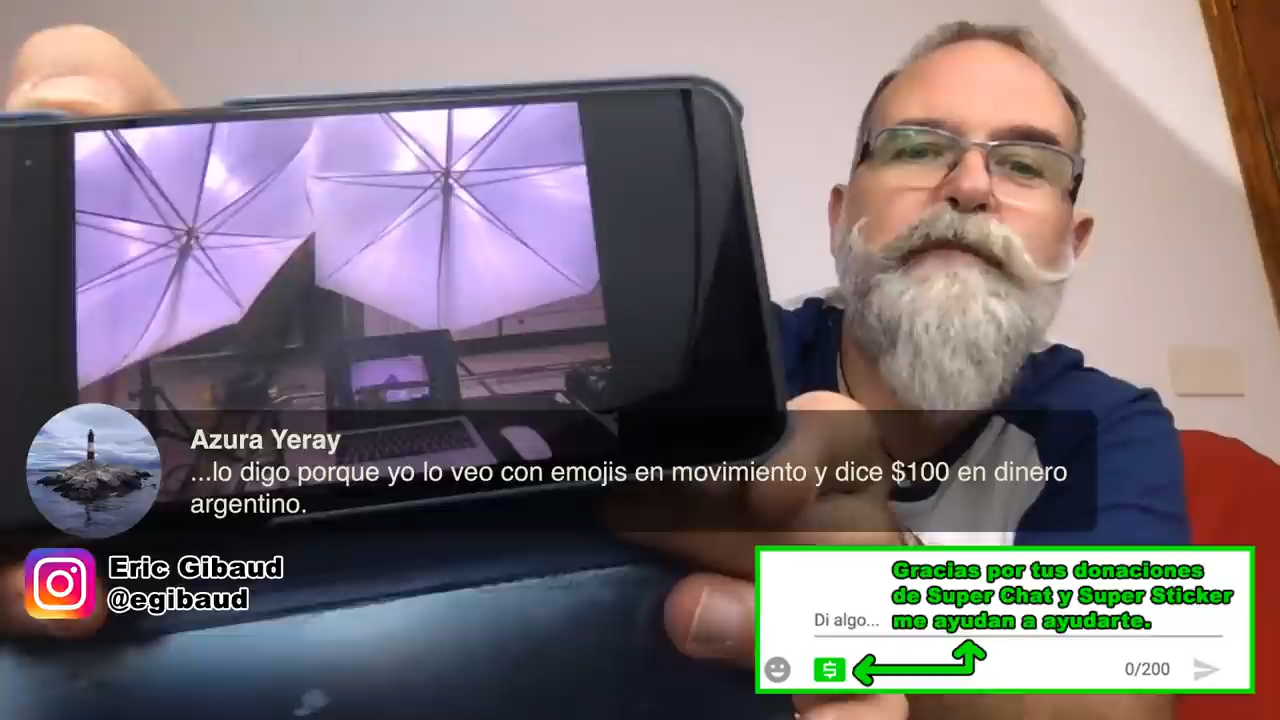 Azura Yeray
...lo digo porque yo lo veo con emojis en movimiento y dice $100 en dinero
argentino.
Eric Gibaud
@egibaud
Gracias por tus donaciones
de Super Chat y Super Sticker
Di algo... me ayudan a ayudarte.
$
0/200